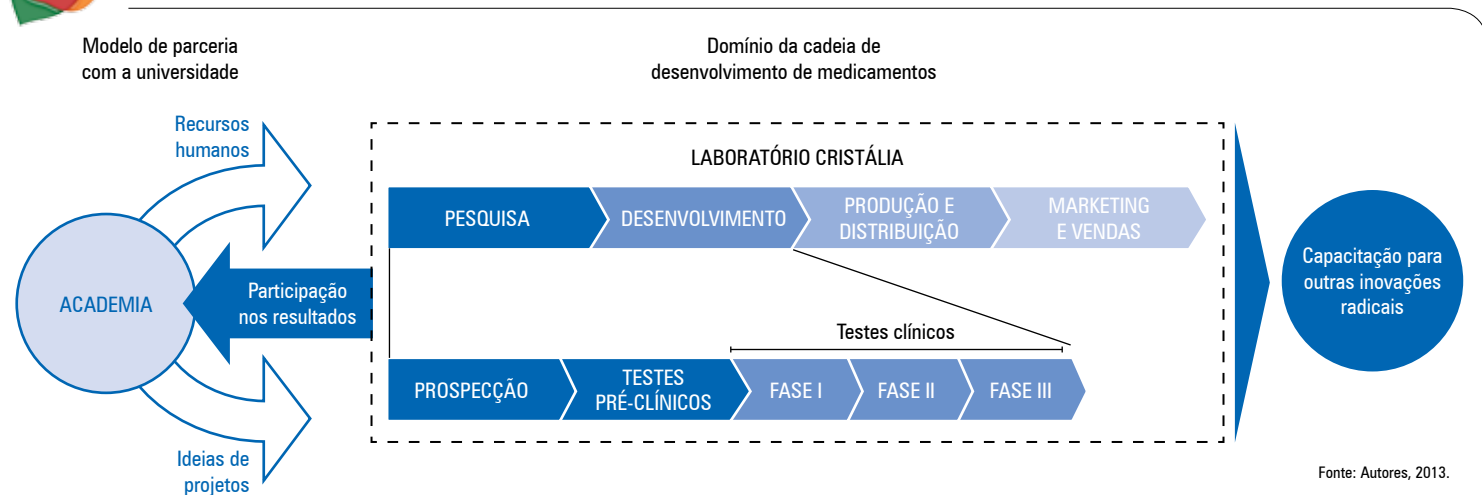 Modelo de parceria
com a universidade
Domínio da cadeia de
desenvolvimento de medicamentos
Recursos
humanos
ACADEMIA
Participação
nos resultados
Ideias de
projetos
LABORATÓRIO CRISTÁLIA
PESQUISA
DESENVOLVIMENTO
PRODUÇÃO E
DISTRIBUIÇÃO
MARKETING
E VENDAS
Testes clínicos
PROSPECÇÃO
TESTES
PRÉ-CLÍNICOS
FASE I
FASE II
FASE III
Capacitação para
outras inovações
radicais
Fonte: Autores, 2013.